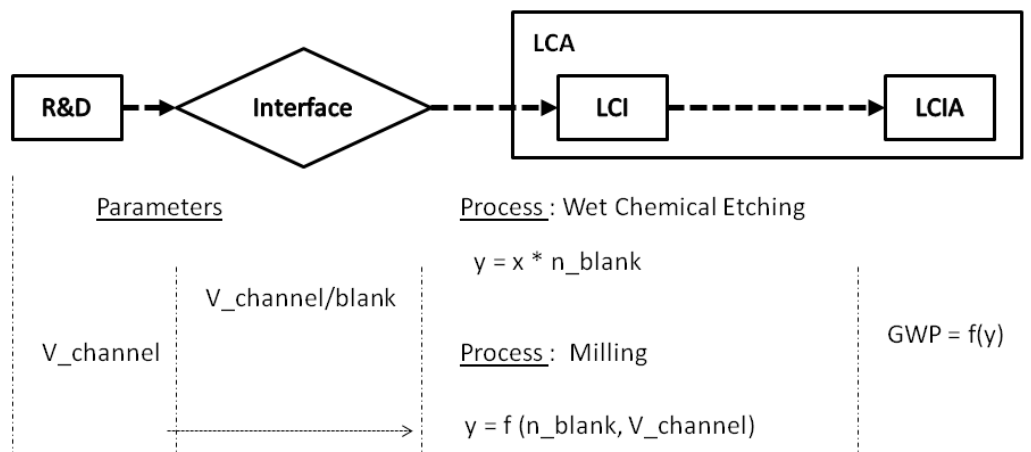 LCA
R&D
Interface
LCI
LCIA
Parameters
Process : Wet Chemical Etching
y = x * n_blank
V_channel/blank
GWP = f(y)
V_channel
Process : Milling
y = f (n_blank, V_channel)